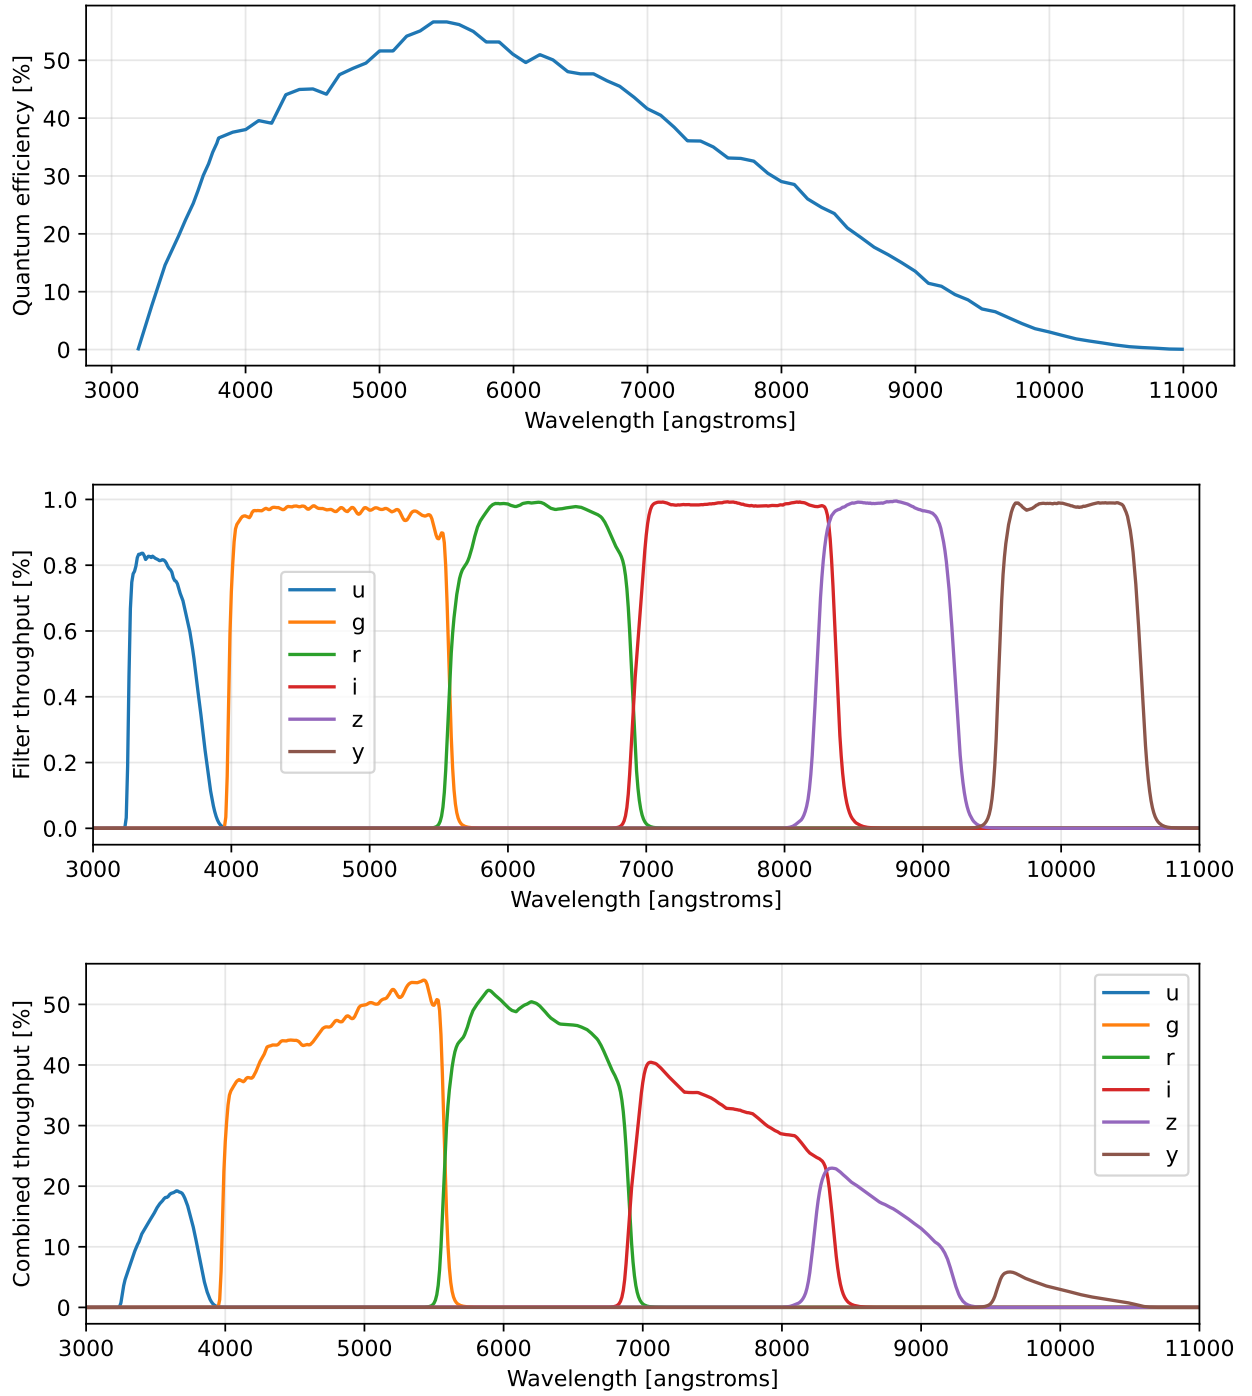 Quantum efficiency [%]
50
40
30
20
10
0
3000 4000 5000 6000 7000 8000 9000 10000 11000
Wavelength [angstroms]
Filter throughput [%]
1.0
0.8
0.6
0.4
0.2
0.0
u
g
r
i
z
y
3000 4000 5000 6000 7000 8000 9000 10000 11000
Wavelength [angstroms]
Combined throughput [%]
50
40
30
20
10
0
u
g
r
i
z
y
3000 4000 5000 6000 7000 8000 9000 10000 11000
Wavelength [angstroms]